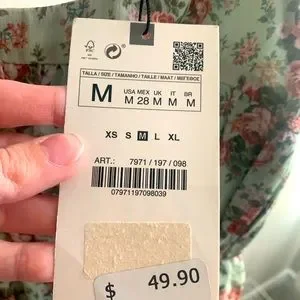 TALLA / SIZE / TAMANHO / TAILLE / MAAT /
M
USA MEX UK IT BR
M 28 M M M
XS S M L XL
ART.: 7971 / 197 / 098
07971197098039
$ 49.90